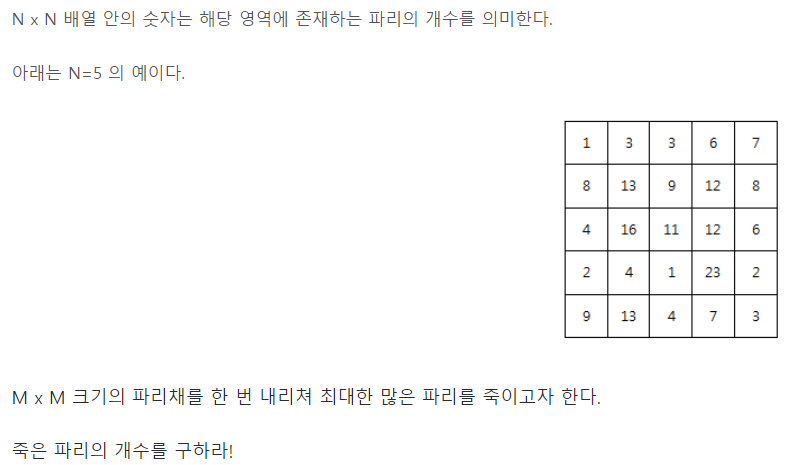 N x N 배열 안의 숫자는 해당 영역에 존재하는 파리의 개수를 의미한다.
아래는 N=5 의 예이다.
1 3 3 6 7
8 13 9 12 8
4 16 11 12 6
2 4 1 23 2
9 13 4 7 3
M x M 크기의 파리채를 한 번 내리쳐 최대한 많은 파리를 죽이고자 한다.
죽은 파리의 개수를 구하라!